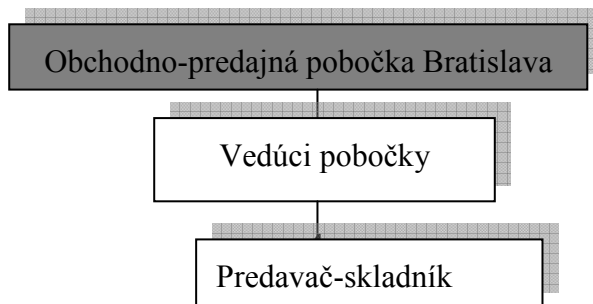 Obchodno-predajná pobočka Bratislava
Vedúci pobočky
Predavač-skladník